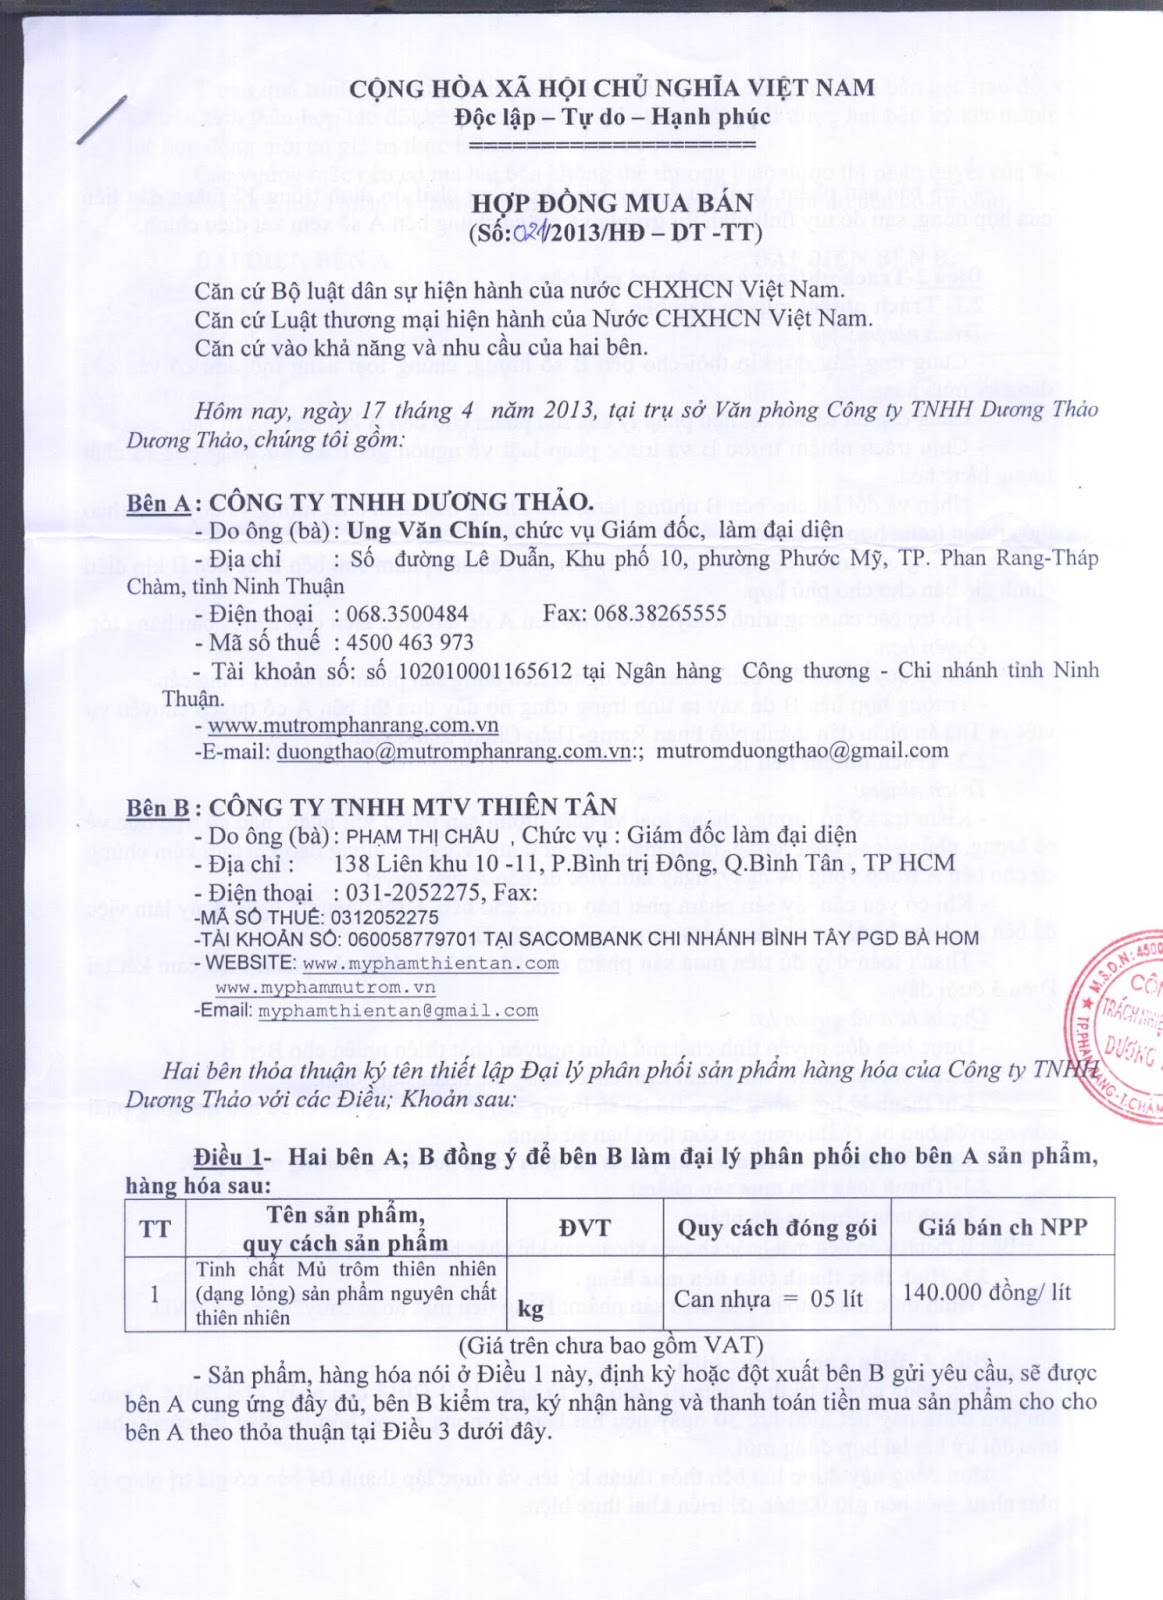 CỘNG HÒA XÃ HỘI CHỦ NGHĨA VIỆT NAM
Độc lập – Tự do – Hạnh phúc
HỢP ĐỒNG MUA BÁN
(Số:021/2013/HĐ – DT -TT)
Căn cứ Bộ luật dân sự hiện hành của nước CHXHCN Việt Nam .
Căn cứ Luật thương mại hiện hành của Nước CHXHCN Việt Nam.
Căn cứ vào khả năng và nhu cầu của hai bên.
Hôm nay, ngày 17 tháng 4 năm 2013, tại trụ sở Văn phòng Công ty TNHH Dương Thảo
Dương Thảo, chúng tôi gồm:
Bên A : CÔNG TY TNHH DƯƠNG THẢO.
- Do ông (bà) : Ung Văn Chín, chức vụ Giám đốc, làm đại diện
- Địa chỉ : Số đường Lê Duẩn, Khu phố 10, phường Phước Mỹ, TP. Phan Rang-Tháp
Chàm, tỉnh Ninh Thuận
- Điện thoại : 068.3500484 Fax: 068.38265555
- Mã số thuế : 4500 463 973
- Tài khoản số: số 102010001165612 tại Ngân hàng Công thương - Chi nhánh tỉnh Ninh
Thuận.
- www.mutromphanrang.com.vn
-E-mail: duongthao@mutromphanrang.com.vn:; mutromduongthao@gmail.com
Bên B : CÔNG TY TNHH MTV THIÊN TÂN
- Do ông (bà) : PHẠM THỊ CHÂU , Chức vụ : Giám đốc làm đại diện
- Địa chỉ : 138 Liên khu 10 -11, P.Bình trị Đông, Q.Bình Tân , TP HCM
- Điện thoại : 031-2052275, Fax:
-MÃ SỐ THUẾ: 0312052275
-TÀI KHOẢN SỐ: 060058779701 TẠI SACOMBANK CHI NHÁNH BÌNH TÂY PGD BÀ HOM
- WEBSITE: www.myphamthientan.com
www.myphammutrom.vn
-Email: myphamthientan@gmail.com
M.S.D.N: 4500
CÔN
TRÁCH NHIỆ
DƯƠNG
TP.PHAN RANG-T.CHÀM
Hai bên thỏa thuận ký tên thiết lập Đại lý phân phối sản phẩm hàng hóa của Công ty TNHH
Dương Thảo với các Điều; Khoản sau:
Điều 1- Hai bên A; B đồng ý để bên B làm đại lý phân phối cho bên A sản phẩm,
hàng hóa sau:
TT Tên sản phẩm, quy cách sản phẩm ĐVT Quy cách đóng gói Giá bán ch NPP
1 Tinh chất Mủ trôm thiên nhiên (dạng lỏng) sản phẩm nguyên chất thiên nhiên kg Can nhựa = 05 lít 140.000 đồng/ lít
(Giá trên chưa bao gồm VAT)
- Sản phẩm, hàng hóa nói ở Điều 1 này, định kỳ hoặc đột xuất bên B gửi yêu cầu, sẽ được
bên A cung ứng đầy đủ, bên B kiểm tra, ký nhận hàng và thanh toán tiền mua sản phẩm cho cho
bên A theo thỏa thuận tại Điều 3 dưới đây.